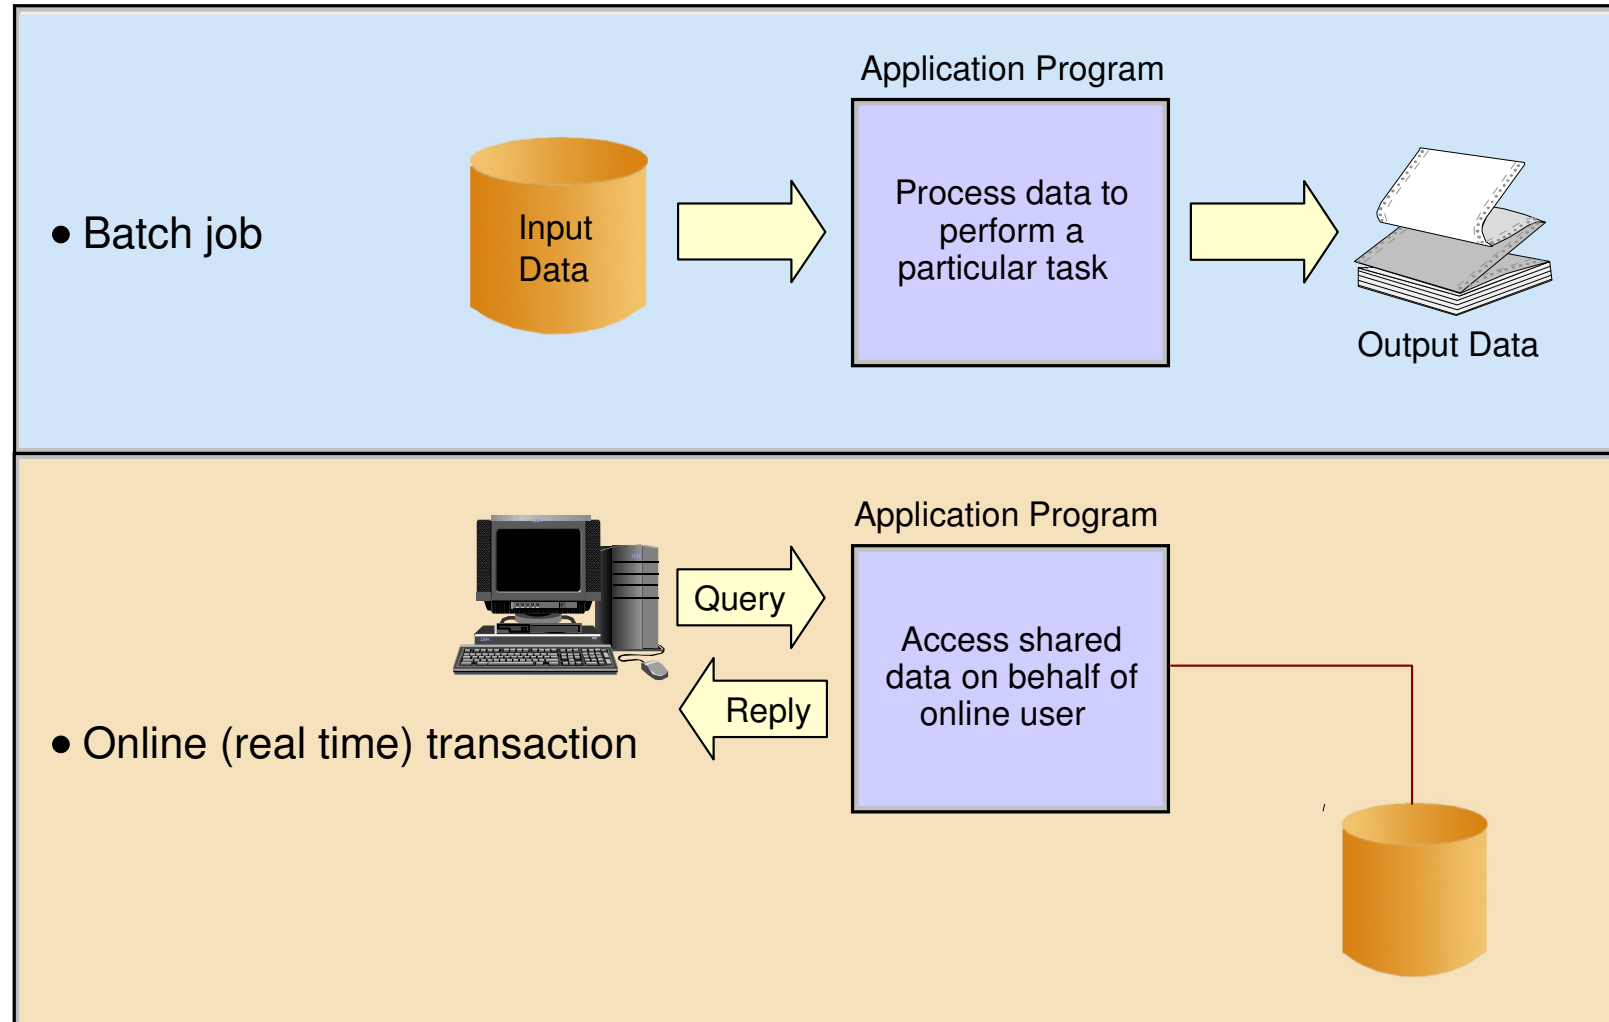 Application Program
• Batch job
Input
Data
Process data to
perform a
particular task
Output Data
Application Program
Query
Reply
Access shared
data on behalf of
online user
• Online (real time) transaction